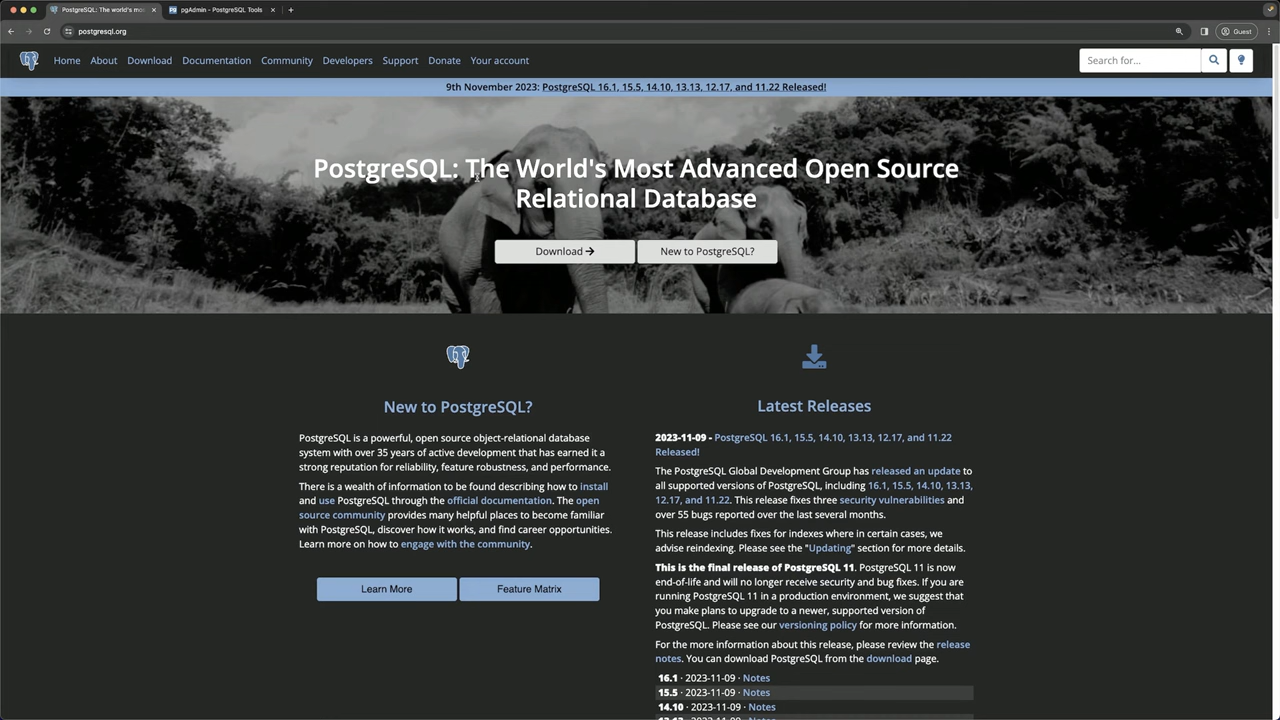 PostgreSQL: The world's mos
pgAdmin - PostgreSQL Tools
postgresql.org
Guest
Home About Download Documentation Community Developers Support Donate Your account
Search for...
9th November 2023: PostgreSQL 16.1, 15.5, 14.10, 13.13, 12.17, and 11.22 Released!
PostgreSQL: The World's Most Advanced Open Source
Relational Database
Download
New to PostgreSQL?
New to PostgreSQL?
PostgreSQL is a powerful, open source object-relational database
system with over 35 years of active development that has earned it a
strong reputation for reliability, feature robustness, and performance.
There is a wealth of information to be found describing how to install
and use PostgreSQL through the official documentation. The open
source community provides many helpful places to become familiar
with PostgreSQL, discover how it works, and find career opportunities.
Learn more on how to engage with the community.
Learn More
Feature Matrix
Latest Releases
2023-11-09 - PostgreSQL 16.1, 15.5, 14.10, 13.13, 12.17, and 11.22
Released!
The PostgreSQL Global Development Group has released an update to
all supported versions of PostgreSQL, including 16.1, 15.5, 14.10, 13.13,
12.17, and 11.22. This release fixes three security vulnerabilities and
over 55 bugs reported over the last several months.
This release includes fixes for indexes where in certain cases, we
advise reindexing. Please see the "Updating" section for more details.
This is the final release of PostgreSQL 11. PostgreSQL 11 is now
end-of-life and will no longer receive security and bug fixes. If you are
running PostgreSQL 11 in a production environment, we suggest that
you make plans to upgrade to a newer, supported version of
PostgreSQL. Please see our versioning policy for more information.
For the more information about this release, please review the release
notes. You can download PostgreSQL from the download page.
16.1 · 2023-11-09 · Notes
15.5 · 2023-11-09 · Notes
14.10 · 2023-11-09 · Notes